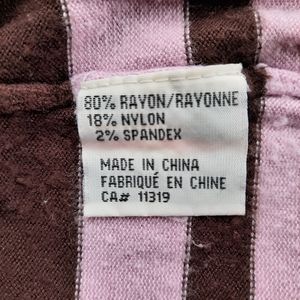 80% RAYON/RAYONNE
18% NYLON
2% SPANDEX
MADE IN CHINA
FABRIQUÉ EN CHINE
CA# 11319